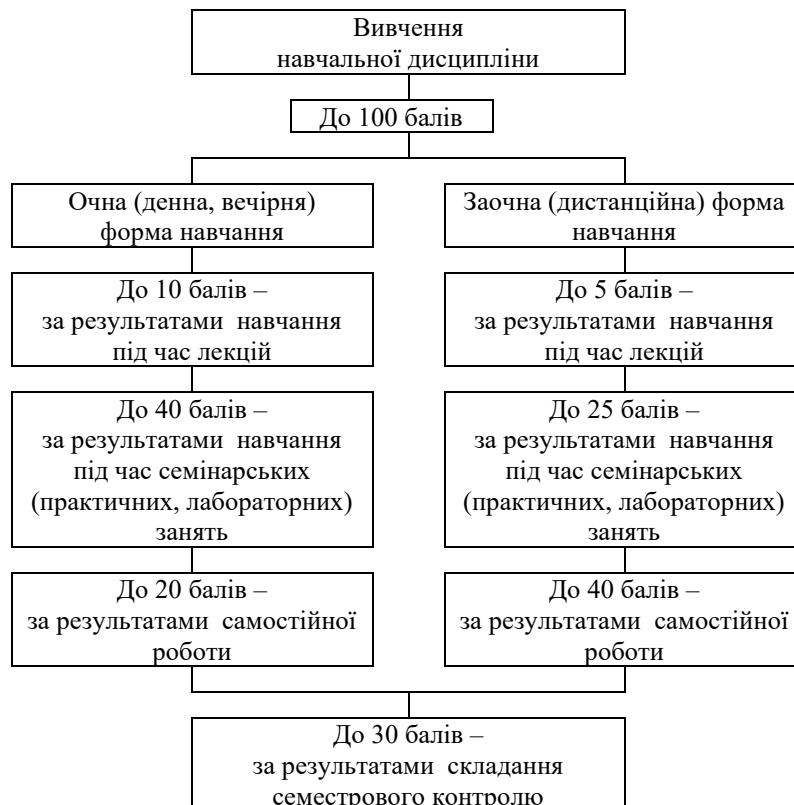 Вивчення
навчальної дисципліни
До 100 балів
Очна (денна, вечірня)
форма навчання
До 10 балів –
за результатами навчання
під час лекцій
До 40 балів –
за результатами навчання
під час семінарських
(практичних, лабораторних)
занять
До 20 балів –
за результатами самостійної
роботи
Заочна (дистанційна) форма
навчання
До 5 балів –
за результатами навчання
під час лекцій
До 25 балів –
за результатами навчання
під час семінарських
(практичних, лабораторних)
занять
До 40 балів –
за результатами самостійної
роботи
До 30 балів –
за результатами складання
семестрового контролю